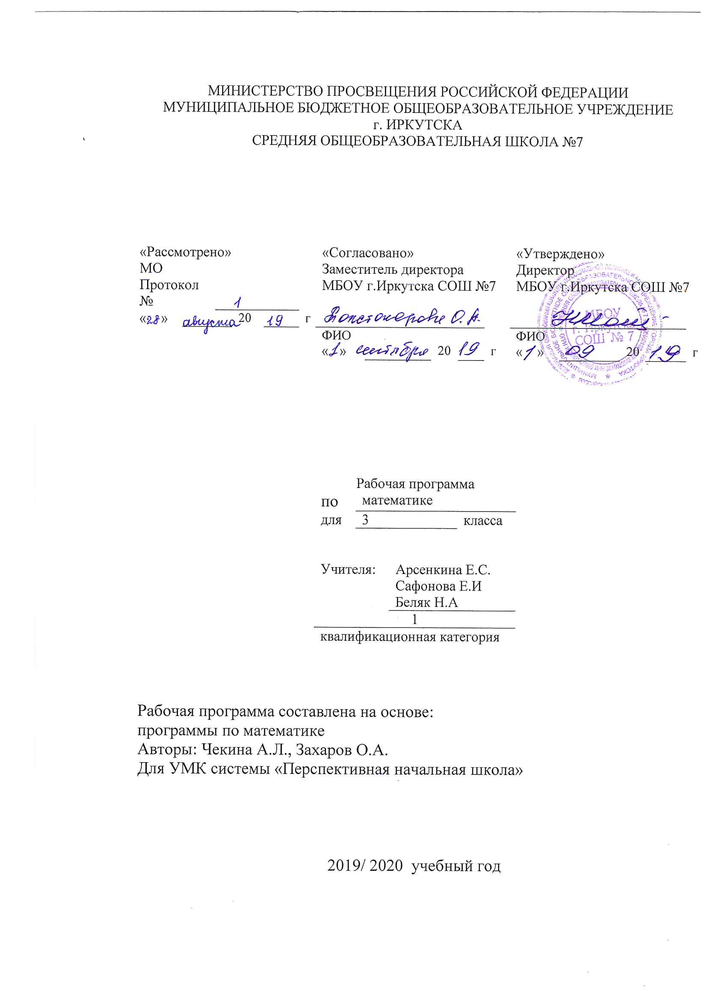 МИНИСТЕРСТВО ПРОСВЕЩЕНИЯ РОССИЙСКОЙ ФЕДЕРАЦИИ
МУНИЦИПАЛЬНОЕ БЮДЖЕТНОЕ ОБЩЕОБРАЗОВАТЕЛЬНОЕ УЧРЕЖДЕНИЕ
г. ИРКУТСКА
СРЕДНЯЯ ОБЩЕОБРАЗОВАТЕЛЬНАЯ ШКОЛА №7
«Рассмотрено»
МО
Протокол
№ 1
«28» августа 20 19 г
«Согласовано»
Заместитель директора
МБОУ г.Иркутска СОШ №7
О.А.
ФИО
«1» сентября 20 19 г
«Утверждено»
Директор
МБОУ г.Иркутска СОШ №7
ФИО
«1» 09 20 19 г
МБОУ
г. Иркутска
СОШ № 7
Рабочая программа
по математике
для 3 класса
Учителя: Арсенкина Е.С.
Сафонова Е.И
Беляк Н.А
1
квалификационная категория
Рабочая программа составлена на основе:
программы по математике
Авторы: Чекина А.Л., Захаров О.А.
Для УМК системы «Перспективная начальная школа»
2019/ 2020 учебный год